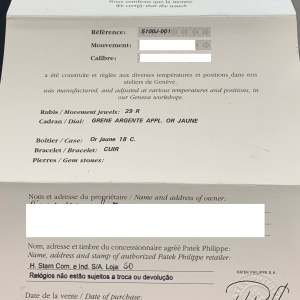 Nous certifions que la montre
We certify that the watch
Référence: 5100J-001
Mouvement:
Calibre:
a été construite et réglée aux diverses températures et positions dans nos
ateliers de Genève.
was manufactured, and adjusted at various temperatures and positions, in
our Geneva workshops.
Rubis / Movement jewels: 29 R
Cadran / Dial: GRENE ARGENTE APPL. OR JAUNE
Boîtier / Case: Or jaune 18 C.
Bracelet / Bracelet: CUIR
Pierres / Gem stones:
Nom et adresse du propriétaire / Name and address of owner:
Nom, adresse et timbre du concessionnaire agréé Patek Philippe:
Name, address and stamp of authorized Patek Philippe retailer:
H. Stern Com. e Ind. S/A. Loja: 50
Relógios não estão sujeitos a troca ou devolução
PATEK PHILIPPE S.A.
Date de la vente / Date of purchase: